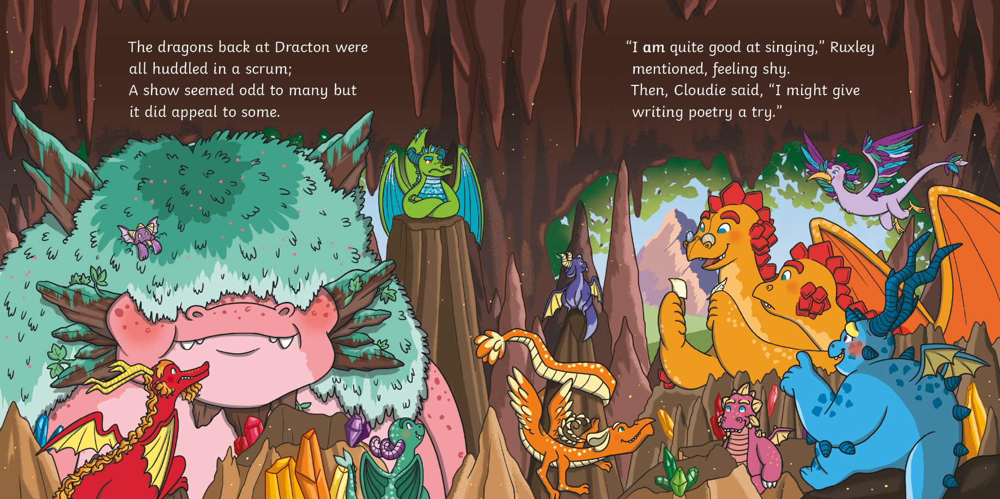 The dragons back at Dracton were
all huddled in a scrum;
A show seemed odd to many but
it did appeal to some.
“I am quite good at singing,” Ruxley
mentioned, feeling shy.
Then, Cloudie said, “I might give
writing poetry a try.”